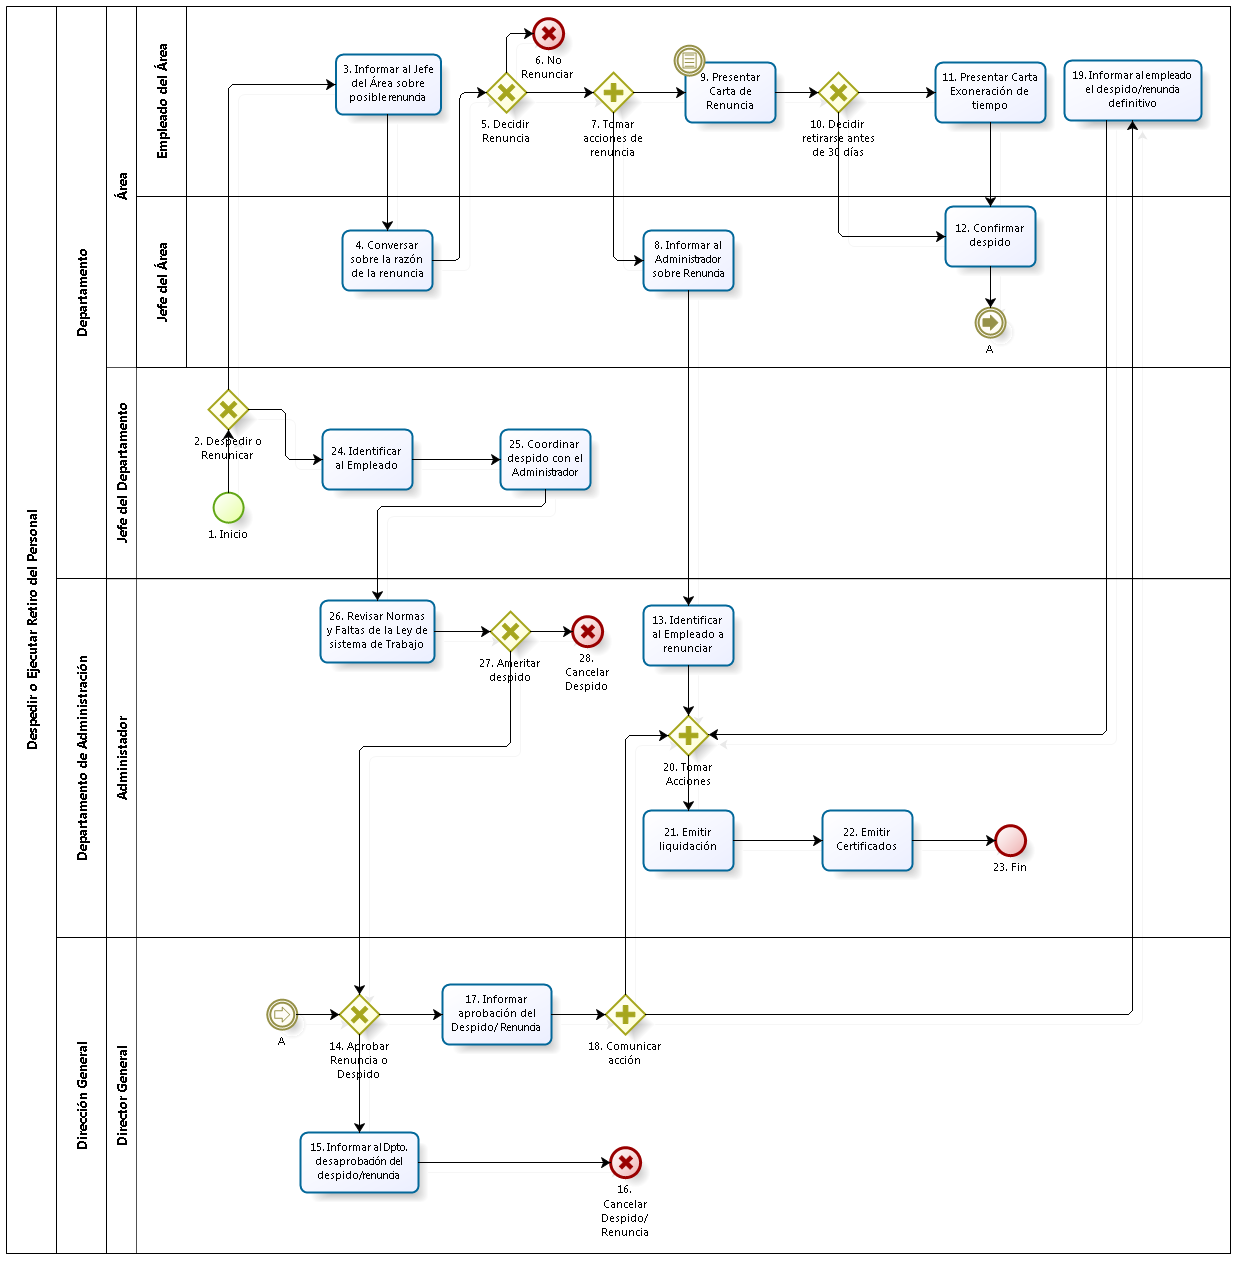 Despedir o Ejecutar Retiro del Personal
Departamento
Área
Empleado del Área
3. Informar al Jefe
del Área sobre
posible renuncia
5. Decidir
Renuncia
6. No
Renunciar
7. Tomar
acciones de
renuncia
9. Presentar
Carta de
Renuncia
10. Decidir
retirarse antes
de 30 días
11. Presentar Carta
Exoneración de
tiempo
19. Informar al empleado
el despido/renuncia
definitivo
Jefe del Área
4. Conversar
sobre la razón
de la renuncia
8. Informar al
Administrador
sobre Renuncia
12. Confirmar
despido
A
Jefe del Departamento
2. Despedir o
Renunicar
1. Inicio
24. Identificar
al Empleado
25. Coordinar
despido con el
Administrador
Departamento de Administración
Administador
26. Revisar Normas
y Faltas de la Ley de
sistema de Trabajo
27. Ameritar
despido
28.
Cancelar
Despido
13. Identificar
al Empleado a
renunciar
20. Tomar
Acciones
21. Emitir
liquidación
22. Emitir
Certificados
23. Fin
Dirección General
Director General
A
14. Aprobar
Renuncia o
Despido
17. Informar
aprobación del
Despido/ Renuncia
18. Comunicar
acción
15. Informar al Dpto.
desaprobación del
despido/renuncia
16.
Cancelar
Despido/
Renuncia